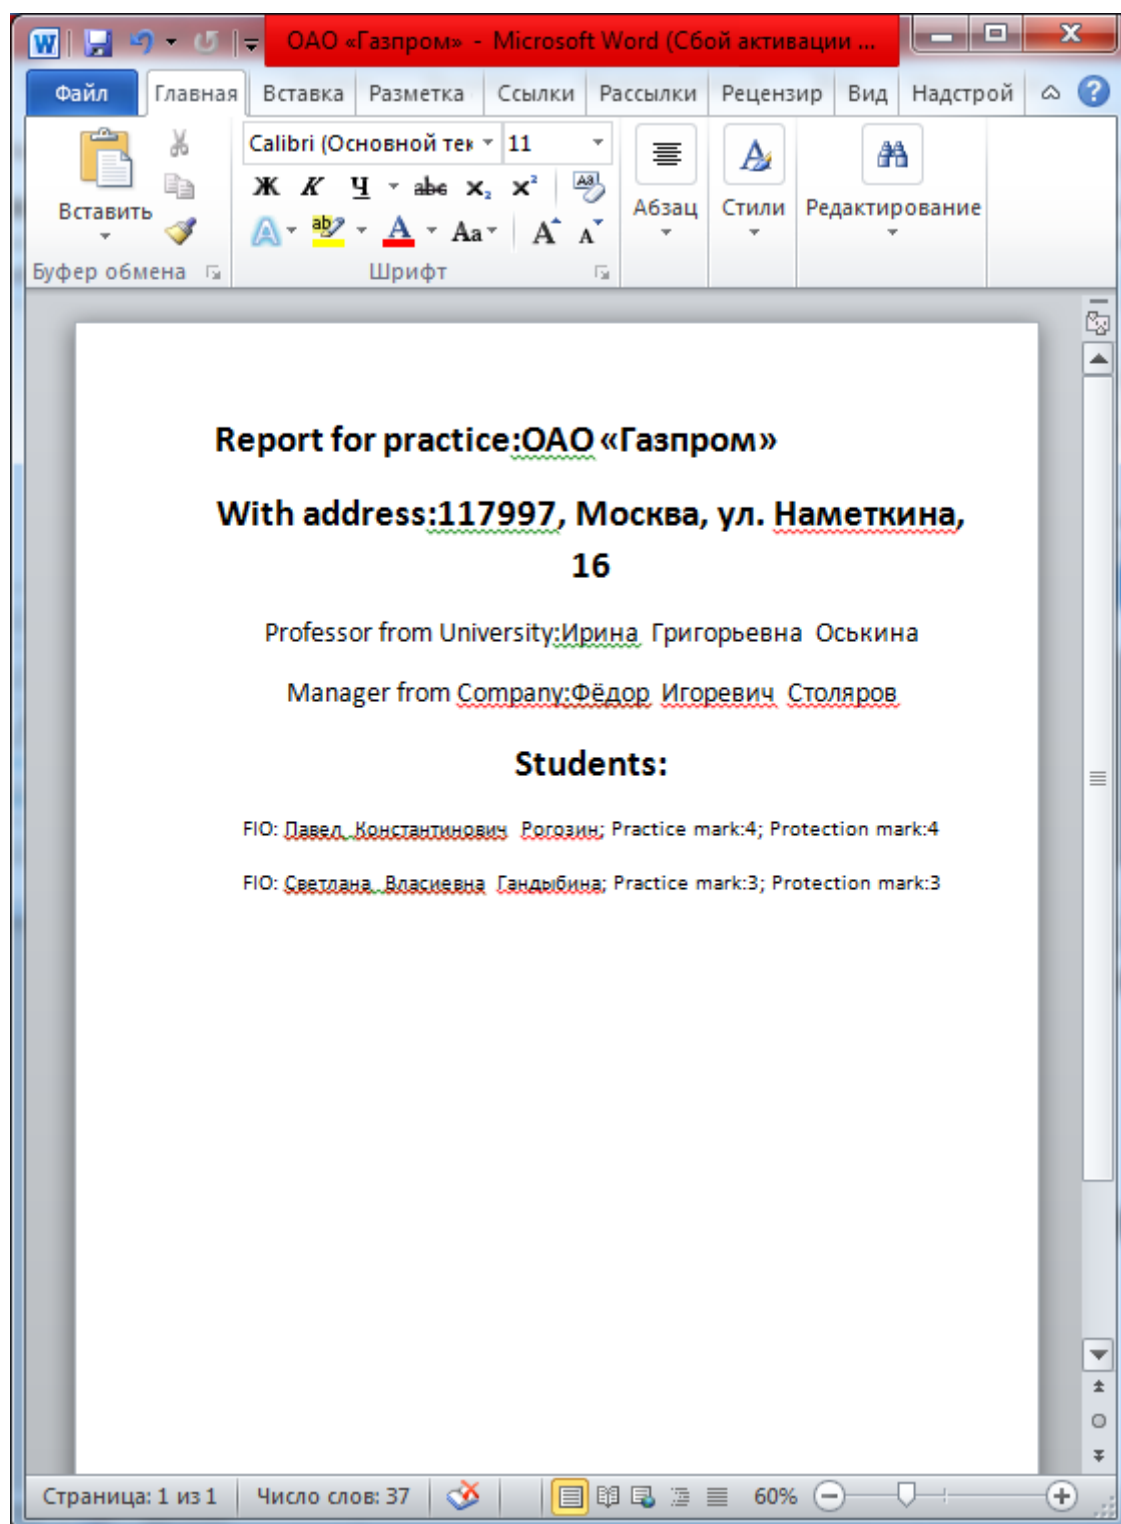 ОАО «Газпром» - Microsoft Word (Сбой активации ...
Файл Главная Вставка Разметка Ссылки Рассылки Рецензир Вид Надстрой
Calibri (Основной тек 11
Ж К Ч abc x₂ x²
Aa A A
Вставить Абзац Стили Редактирование
Буфер обмена Шрифт
Report for practice:ОАО «Газпром»
With address:117997, Москва, ул. Наметкина,
16
Professor from University:Ирина Григорьевна Оськина
Manager from Company:Фёдор Игоревич Столяров
Students:
FIO: Павел Константинович Рогозин; Practice mark:4; Protection mark:4
FIO: Светлана Власиевна Гандыбина; Practice mark:3; Protection mark:3
Страница: 1 из 1 Число слов: 37 60%